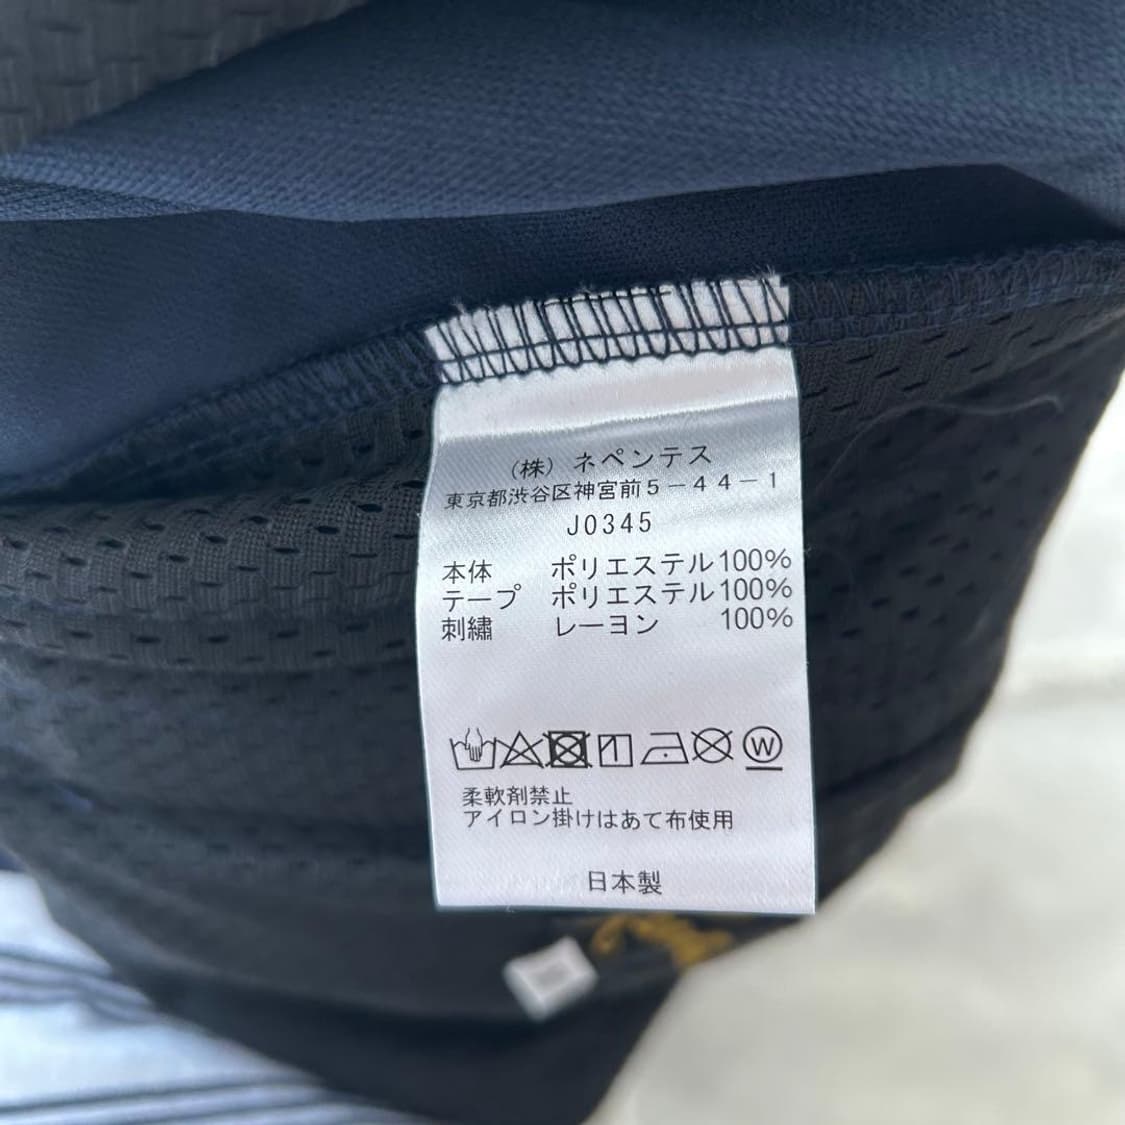 (株) ネペンテス
東京都渋谷区神宮前5-44-1
J0345
本体 ポリエステル100%
テープ ポリエステル100%
刺繍 レーヨン 100%
W
柔軟剤禁止
アイロン掛けはあて布使用
日本製